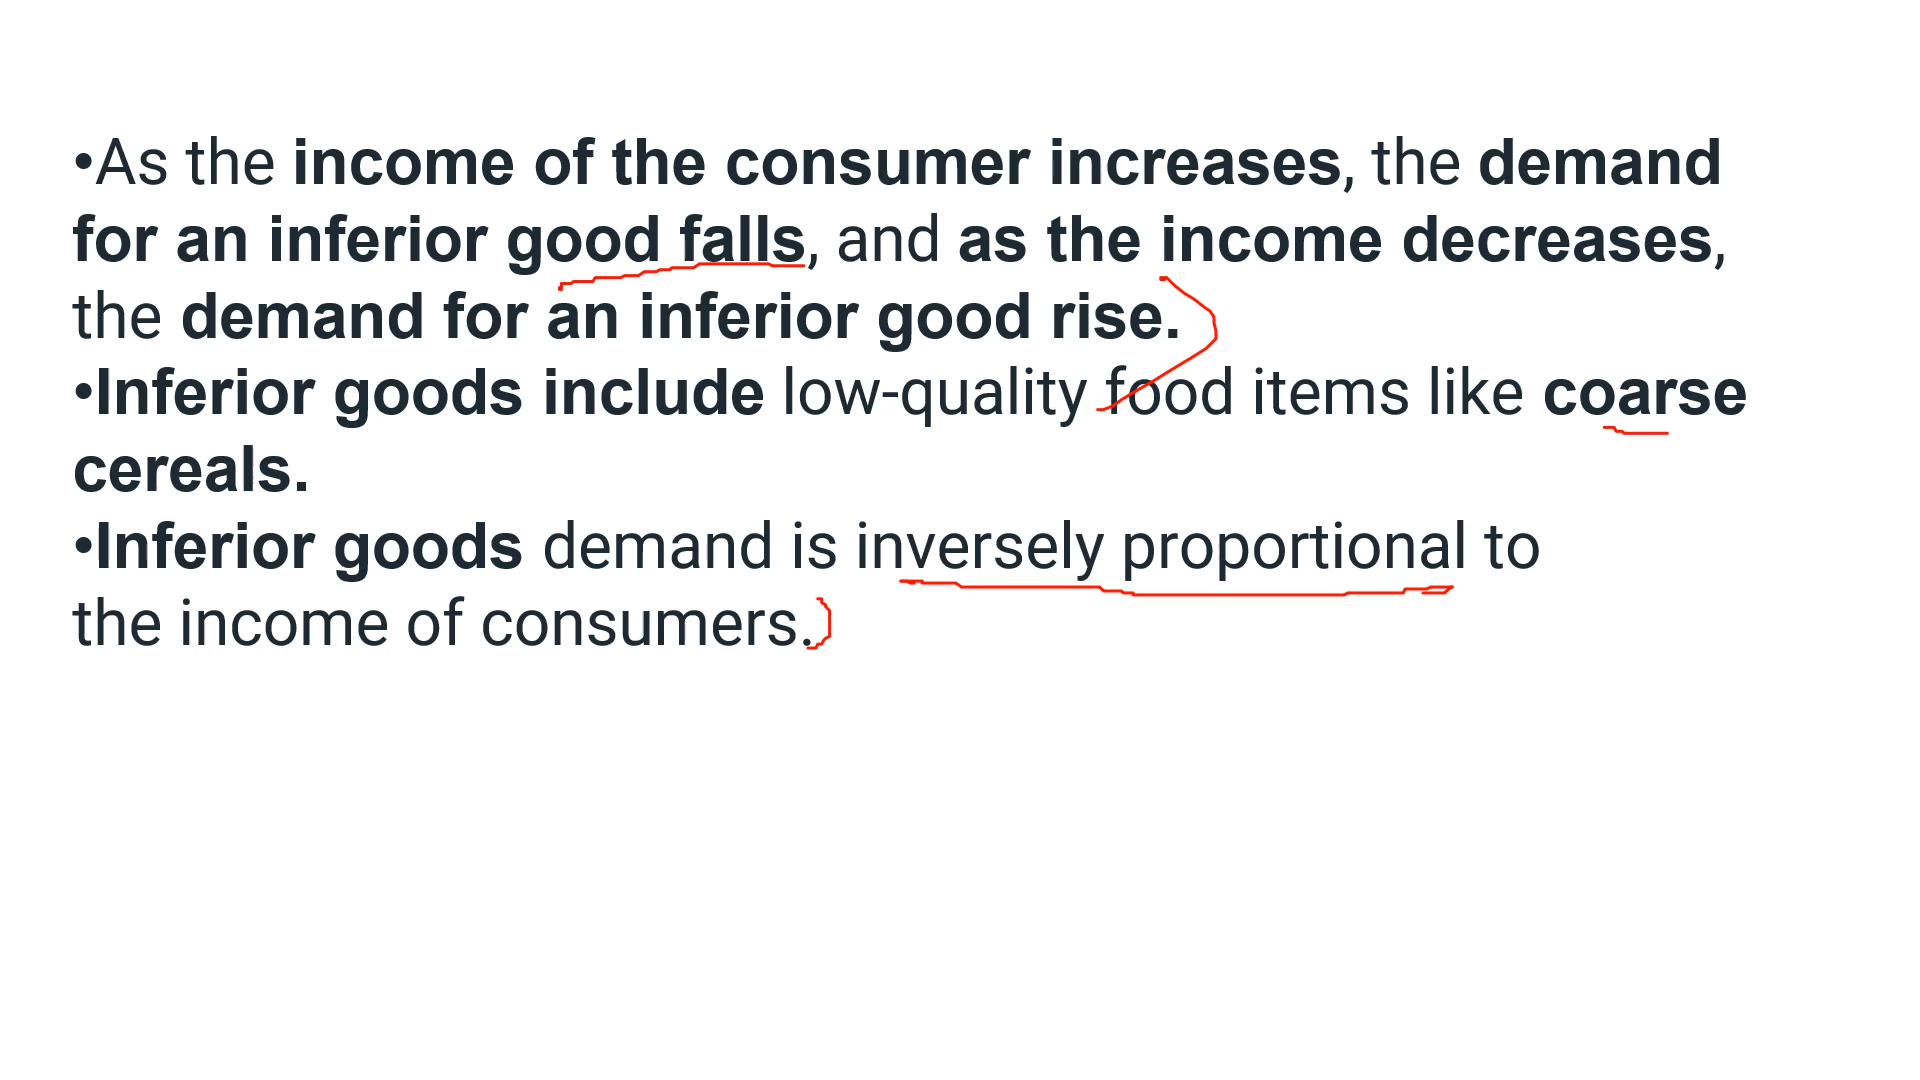 •As the income of the consumer increases, the demand
for an inferior good falls, and as the income decreases,
the demand for an inferior good rise.
•Inferior goods include low-quality food items like coarse
cereals.
•Inferior goods demand is inversely proportional to
the income of consumers.